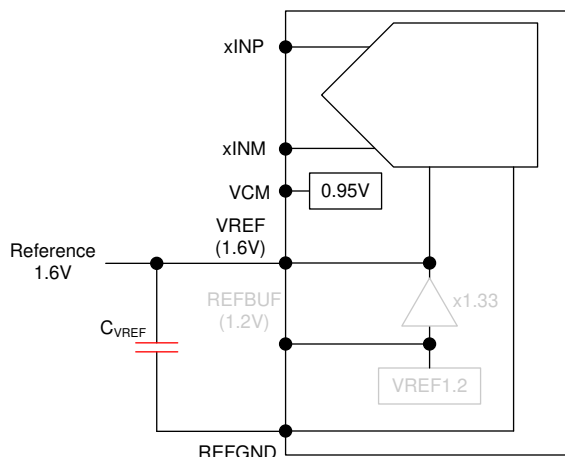 xINP
xINM
VCM
0.95V
VREF
(1.6V)
Reference
1.6V
REFBUF
(1.2V)
x1.33
CVREF
VREF1.2
REFGND